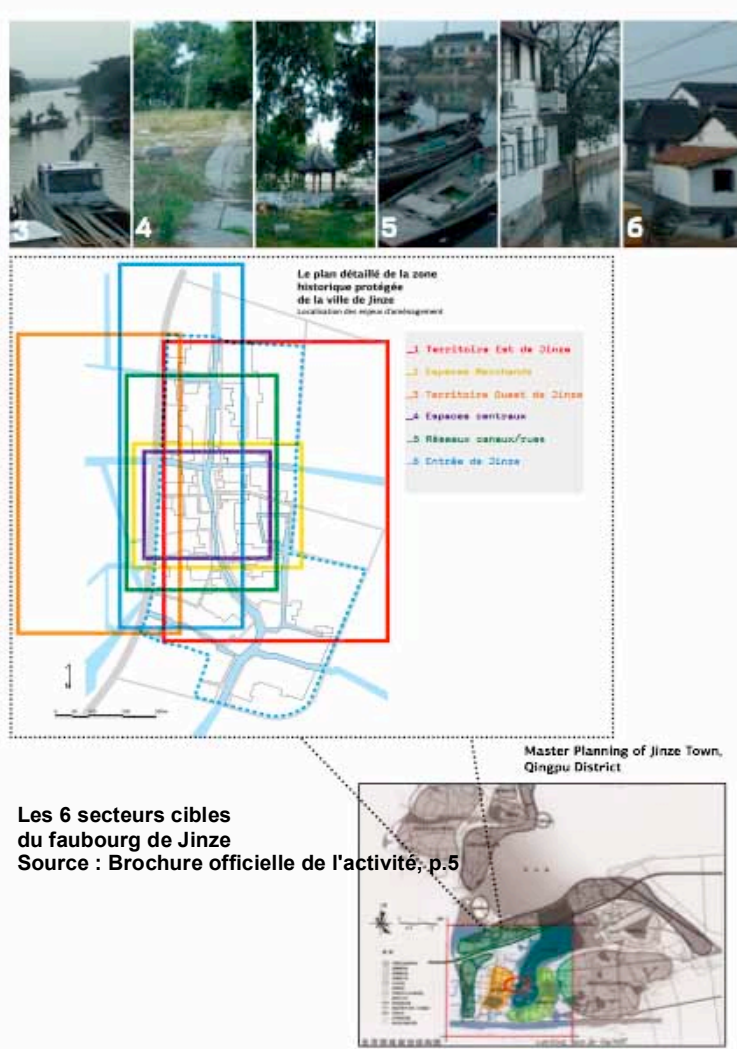 3
4
5
6
Le plan détaillé de la zone
historique protégée
de la ville de Jinze
Localisation des enjeux d'aménagement
_1 Territoire Est de Jinze
_2 Espaces Marchands
_3 Territoire Ouest de Jinze
_4 Espaces centraux
_5 Réseaux canaux/rues
_6 Entrée de Jinze
Master Planning of Jinze Town,
Qingpu District
Les 6 secteurs cibles
du faubourg de Jinze
Source : Brochure officielle de l'activité, p.5